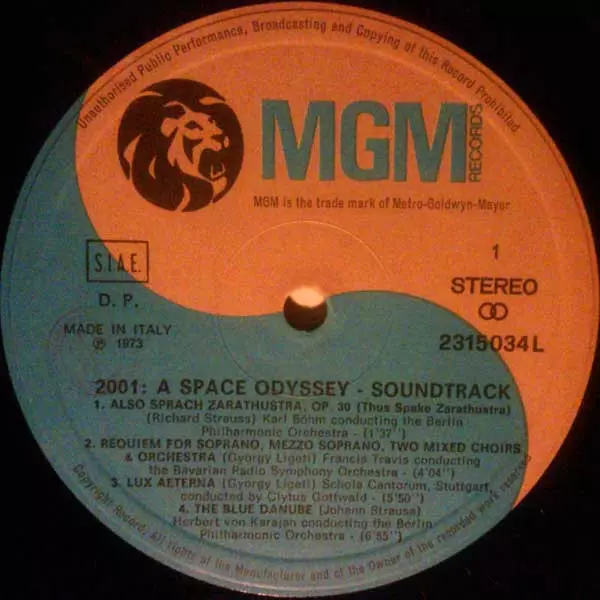 Unauthorised Public Performance, Broadcasting and Copying of this Record Prohibited
MGM
RECORDS
MGM is the trade mark of Metro-Goldwyn-Mayer
S.I.A.E.
D. P.
MADE IN ITALY
℗ 1973
1
STEREO
2315034L
2001: A SPACE ODYSSEY - SOUNDTRACK
1. ALSO SPRACH ZARATHUSTRA, OP. 30 (Thus Spake Zarathustra)
(Richard Strauss) Karl Böhm conducting the Berlin
Philharmonic Orchestra - (1'37")
2. REQUIEM FOR SOPRANO, MEZZO SOPRANO, TWO MIXED CHOIRS
& ORCHESTRA (Gyorgy Ligeti) Francis Travis conducting
the Bavarian Radio Symphony Orchestra - (4'04")
3. LUX AETERNA (Gyorgy Ligeti) Schola Cantorum, Stuttgart,
conducted by Clytus Gottwald - (5'50")
4. THE BLUE DANUBE (Johann Strauss)
Herbert von Karajan conducting the Berlin
Philharmonic Orchestra - (6'55")
Copyright Record, All Rights of the Manufacturer and of the Owner of the recorded work reserved